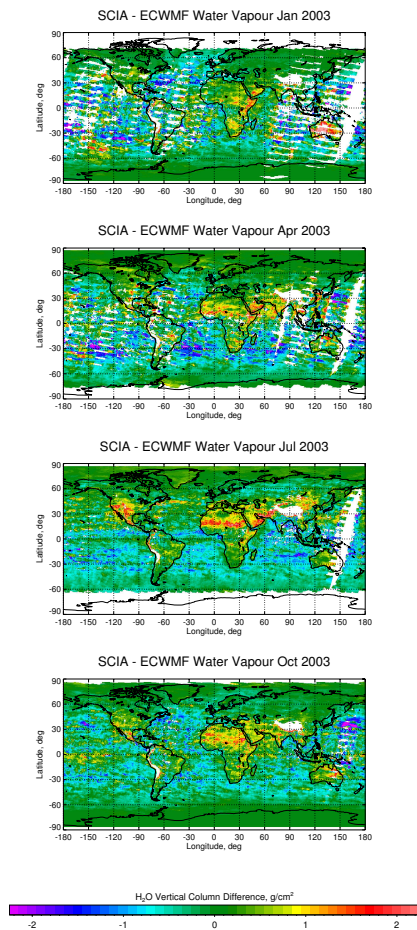 SCIA - ECWMF Water Vapour Jan 2003
90
60
30
0
-30
-60
-90
Latitude, deg
-180 -150 -120 -90 -60 -30 0 30 60 90 120 150 180
Longitude, deg
SCIA - ECWMF Water Vapour Apr 2003
90
60
30
0
-30
-60
-90
Latitude, deg
-180 -150 -120 -90 -60 -30 0 30 60 90 120 150 180
Longitude, deg
SCIA - ECWMF Water Vapour Jul 2003
90
60
30
0
-30
-60
-90
Latitude, deg
-180 -150 -120 -90 -60 -30 0 30 60 90 120 150 180
Longitude, deg
SCIA - ECWMF Water Vapour Oct 2003
90
60
30
0
-30
-60
-90
Latitude, deg
-180 -150 -120 -90 -60 -30 0 30 60 90 120 150 180
Longitude, deg
H₂O Vertical Column Difference, g/cm²
-2 -1 0 1 2